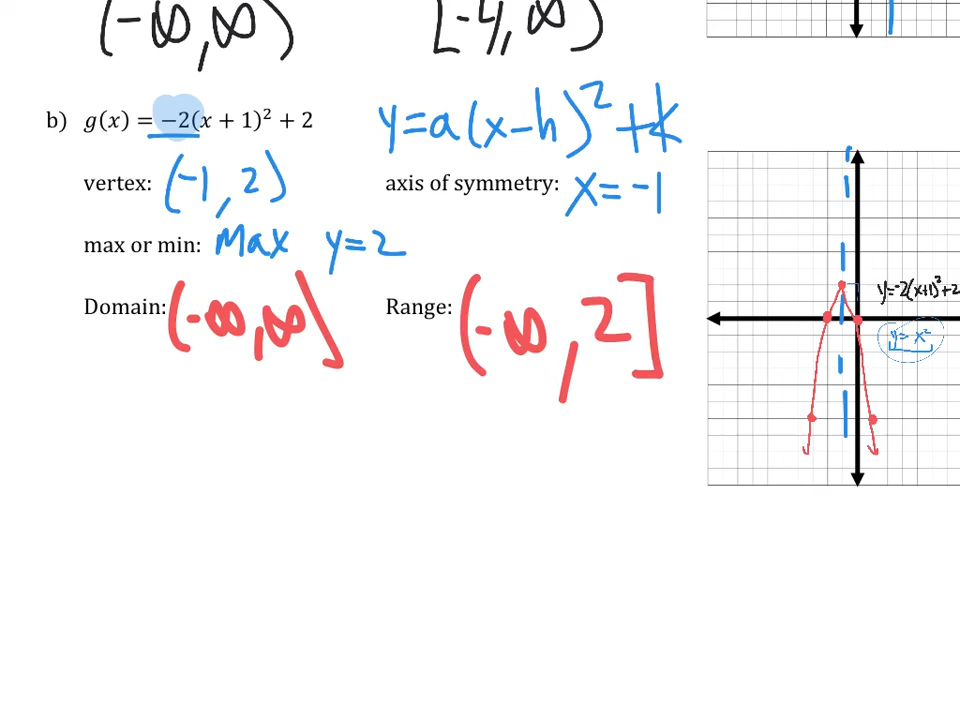 (-∞,∞) [-4,∞)
b) g(x) = −2(x + 1)² + 2 y=a(x-h)²+k
vertex: (-1, 2) axis of symmetry: x=-1
max or min: Max y=2
Domain: (-∞,∞) Range: (-∞, 2]
y=-2(x+1)²+2
y=x²